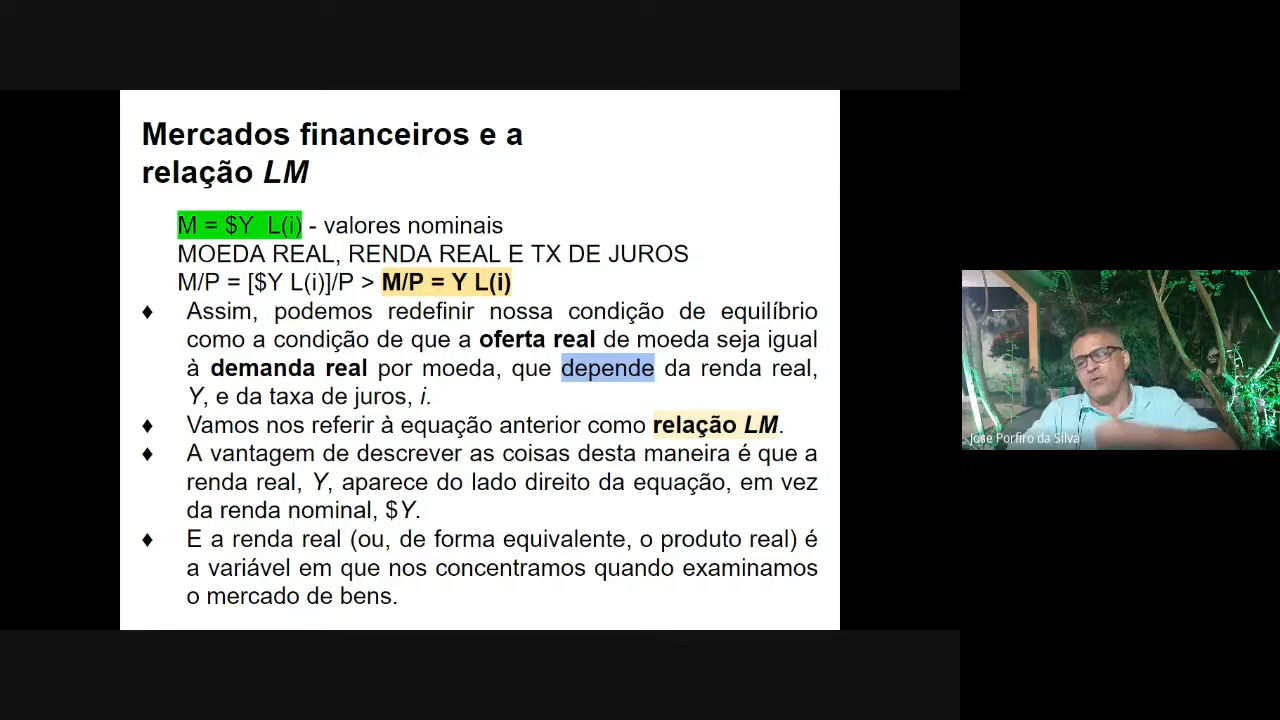 Mercados financeiros e a
relação LM
M = $Y L(i) - valores nominais
MOEDA REAL, RENDA REAL E TX DE JUROS
M/P = [$Y L(i)]/P > M/P = Y L(i)
♦ Assim, podemos redefinir nossa condição de equilíbrio
como a condição de que a oferta real de moeda seja igual
à demanda real por moeda, que depende da renda real,
Y, e da taxa de juros, i.
♦ Vamos nos referir à equação anterior como relação LM.
♦ A vantagem de descrever as coisas desta maneira é que a
renda real, Y, aparece do lado direito da equação, em vez
da renda nominal, $Y.
♦ E a renda real (ou, de forma equivalente, o produto real) é
a variável em que nos concentramos quando examinamos
o mercado de bens.
Jose Porfiro da Silva